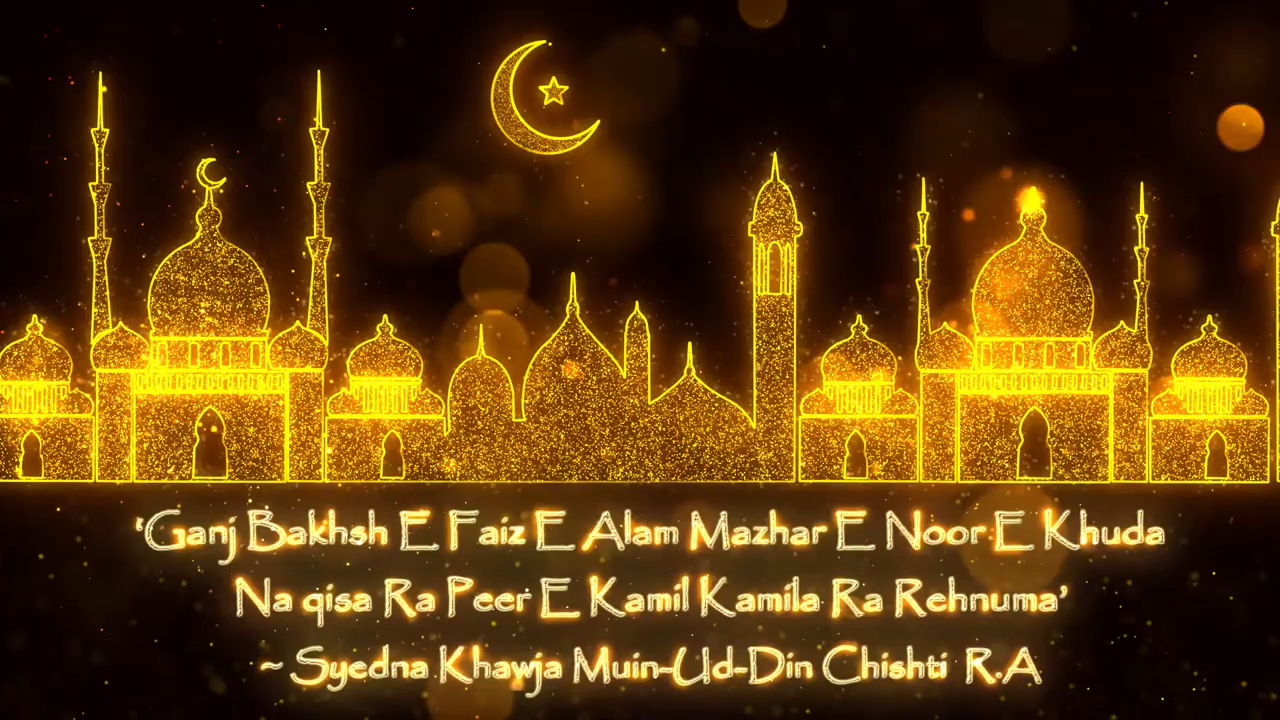 'Ganj Bakhsh E Faiz E Alam Mazhar E Noor E Khuda
Na qisa Ra Peer E Kamil Kamila Ra Rehnuma'
~ Syedna Khawja Muin-Ud-Din Chishti R.A